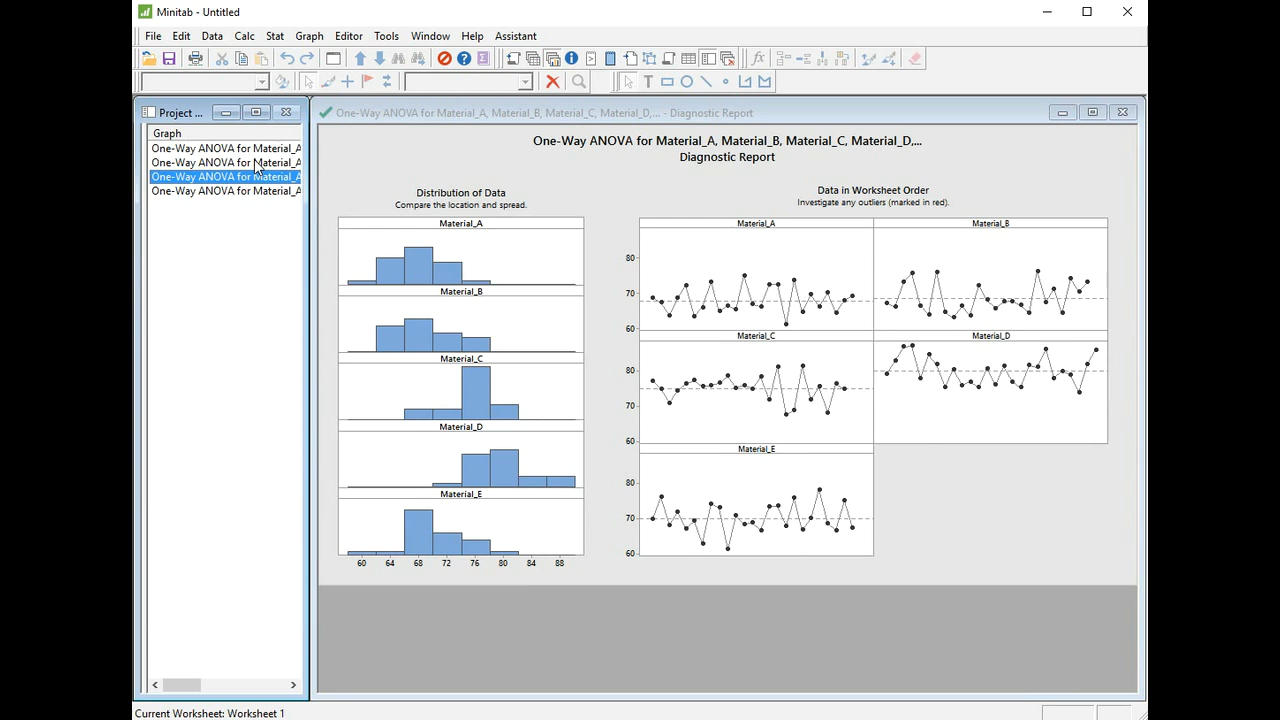 Minitab - Untitled
File Edit Data Calc Stat Graph Editor Tools Window Help Assistant
Project ...
Graph
One-Way ANOVA for Material_A
One-Way ANOVA for Material_A
One-Way ANOVA for Material_A
One-Way ANOVA for Material_A
One-Way ANOVA for Material_A, Material_B, Material_C, Material_D,... - Diagnostic Report
One-Way ANOVA for Material_A, Material_B, Material_C, Material_D,...
Diagnostic Report
Distribution of Data
Compare the location and spread.
Material_A
Material_B
Material_C
Material_D
Material_E
60 64 68 72 76 80 84 88
Data in Worksheet Order
Investigate any outliers (marked in red).
Material_A Material_B
80
70
60
Material_C Material_D
80
70
60
Material_E
80
70
60
Current Worksheet: Worksheet 1